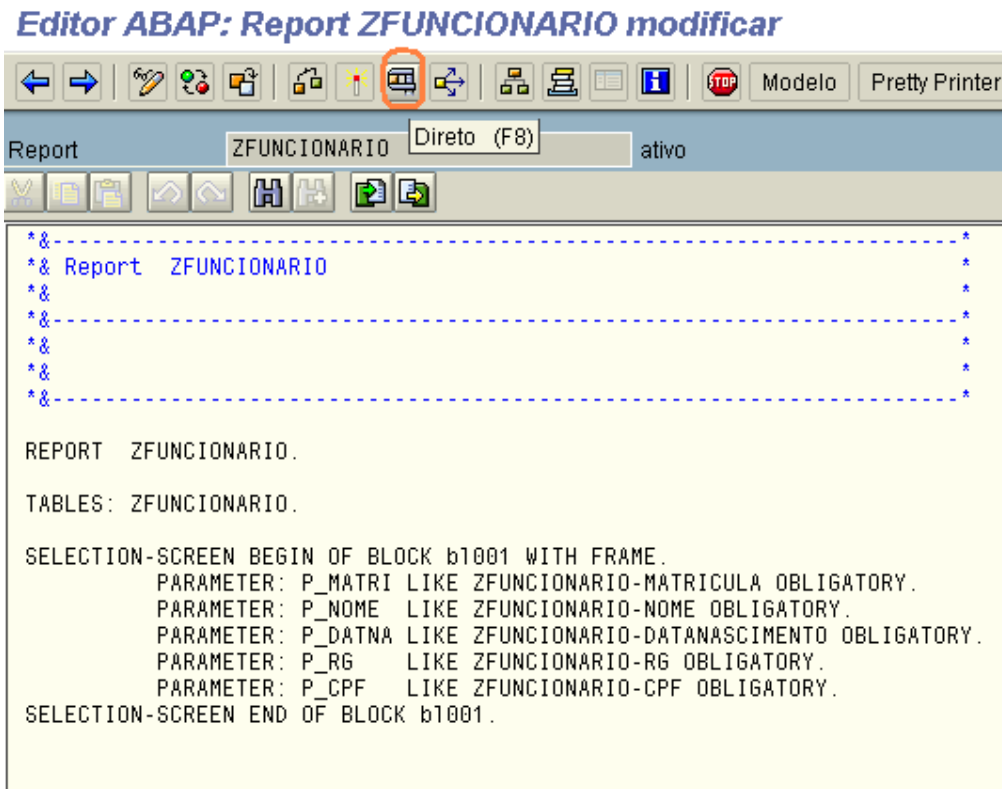 Editor ABAP: Report ZFUNCIONARIO modificar
STOP Modelo Pretty Printer
Report ZFUNCIONARIO Direto (F8) ativo
*&---------------------------------------------------------------------*
*& Report  ZFUNCIONARIO                                                *
*&                                                                     *
*&---------------------------------------------------------------------*
*&                                                                     *
*&                                                                     *
*&---------------------------------------------------------------------*
REPORT  ZFUNCIONARIO.
TABLES: ZFUNCIONARIO.
SELECTION-SCREEN BEGIN OF BLOCK bl001 WITH FRAME.
PARAMETER: P_MATRI LIKE ZFUNCIONARIO-MATRICULA OBLIGATORY.
PARAMETER: P_NOME  LIKE ZFUNCIONARIO-NOME OBLIGATORY.
PARAMETER: P_DATNA LIKE ZFUNCIONARIO-DATANASCIMENTO OBLIGATORY.
PARAMETER: P_RG    LIKE ZFUNCIONARIO-RG OBLIGATORY.
PARAMETER: P_CPF   LIKE ZFUNCIONARIO-CPF OBLIGATORY.
SELECTION-SCREEN END OF BLOCK bl001.